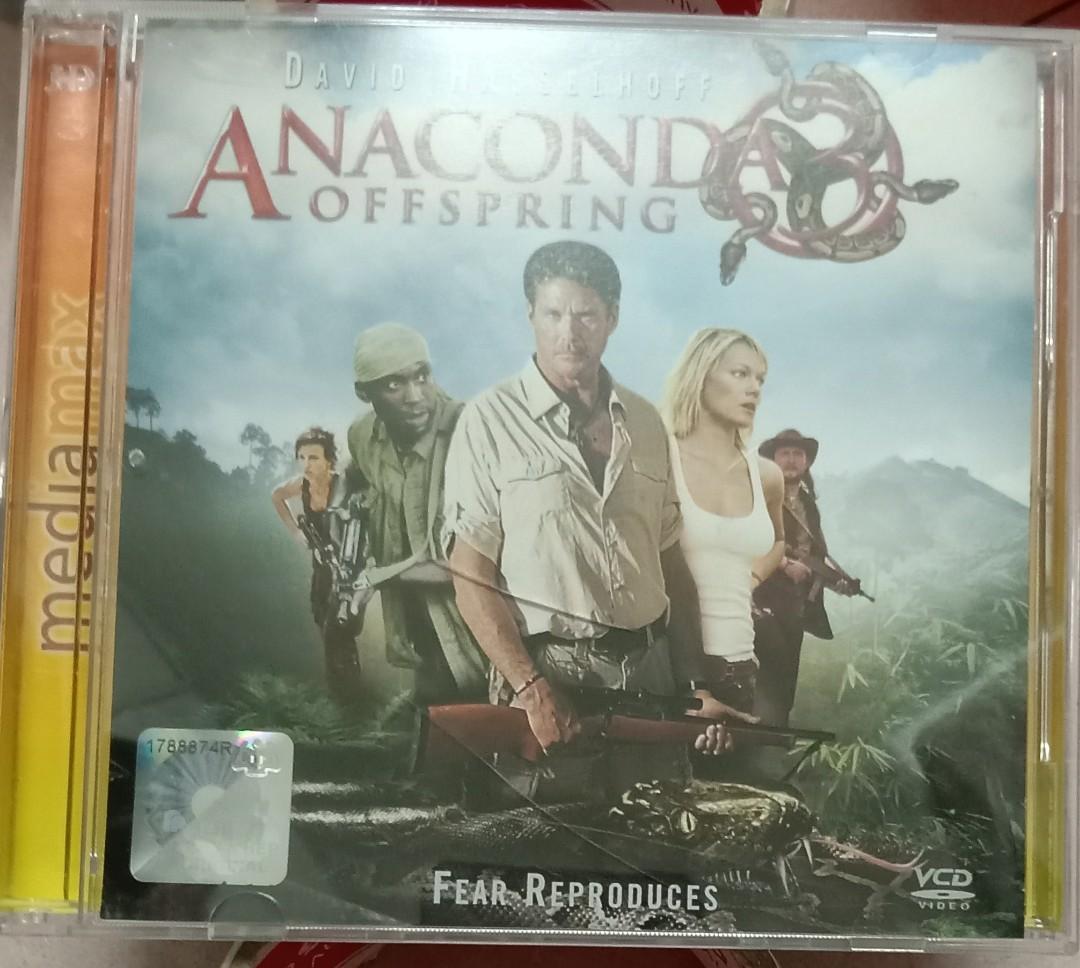 DAVID HASSELHOFF
ANACONDA
OFFSPRING
mediamax
1788874R
FEAR REPRODUCES
VCD
VIDEO